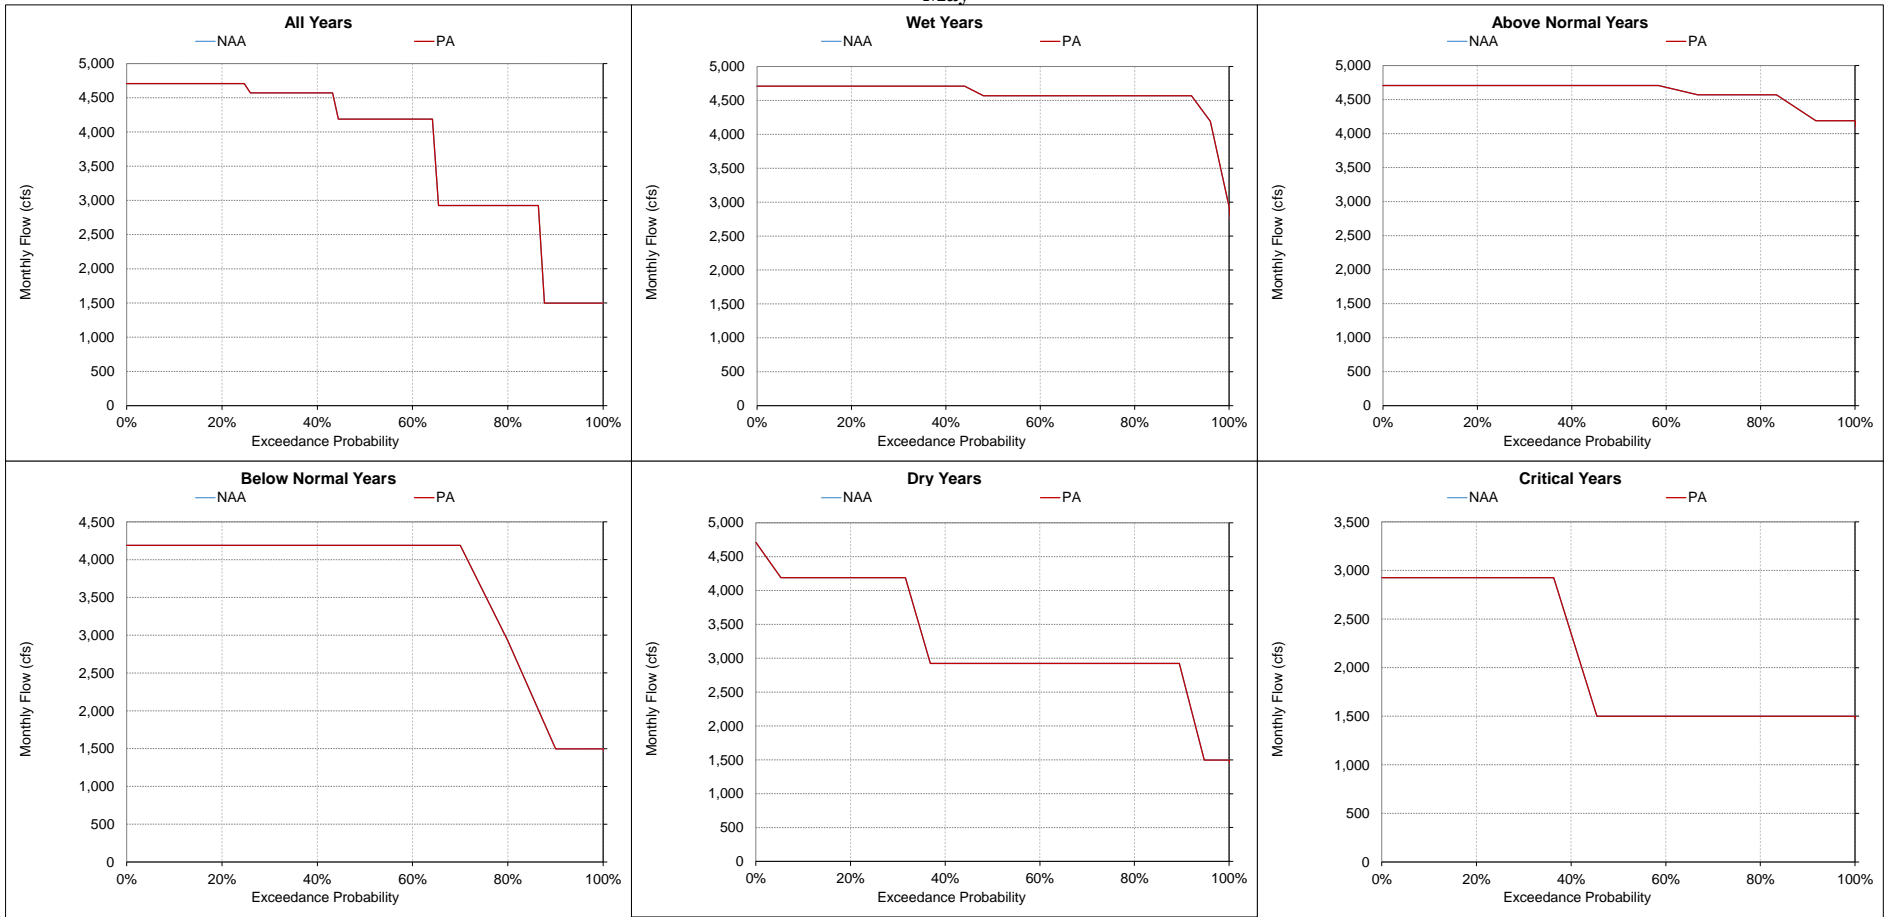 May
All Years
NAA PA
5,000
4,500
4,000
3,500
3,000
2,500
2,000
1,500
1,000
500
0
Monthly Flow (cfs)
0% 20% 40% 60% 80% 100%
Exceedance Probability
Wet Years
NAA PA
5,000
4,500
4,000
3,500
3,000
2,500
2,000
1,500
1,000
500
0
Monthly Flow (cfs)
0% 20% 40% 60% 80% 100%
Exceedance Probability
Above Normal Years
NAA PA
5,000
4,500
4,000
3,500
3,000
2,500
2,000
1,500
1,000
500
0
Monthly Flow (cfs)
0% 20% 40% 60% 80% 100%
Exceedance Probability
Below Normal Years
NAA PA
4,500
4,000
3,500
3,000
2,500
2,000
1,500
1,000
500
0
Monthly Flow (cfs)
0% 20% 40% 60% 80% 100%
Exceedance Probability
Dry Years
NAA PA
5,000
4,500
4,000
3,500
3,000
2,500
2,000
1,500
1,000
500
0
Monthly Flow (cfs)
0% 20% 40% 60% 80% 100%
Exceedance Probability
Critical Years
NAA PA
3,500
3,000
2,500
2,000
1,500
1,000
500
0
Monthly Flow (cfs)
0% 20% 40% 60% 80% 100%
Exceedance Probability